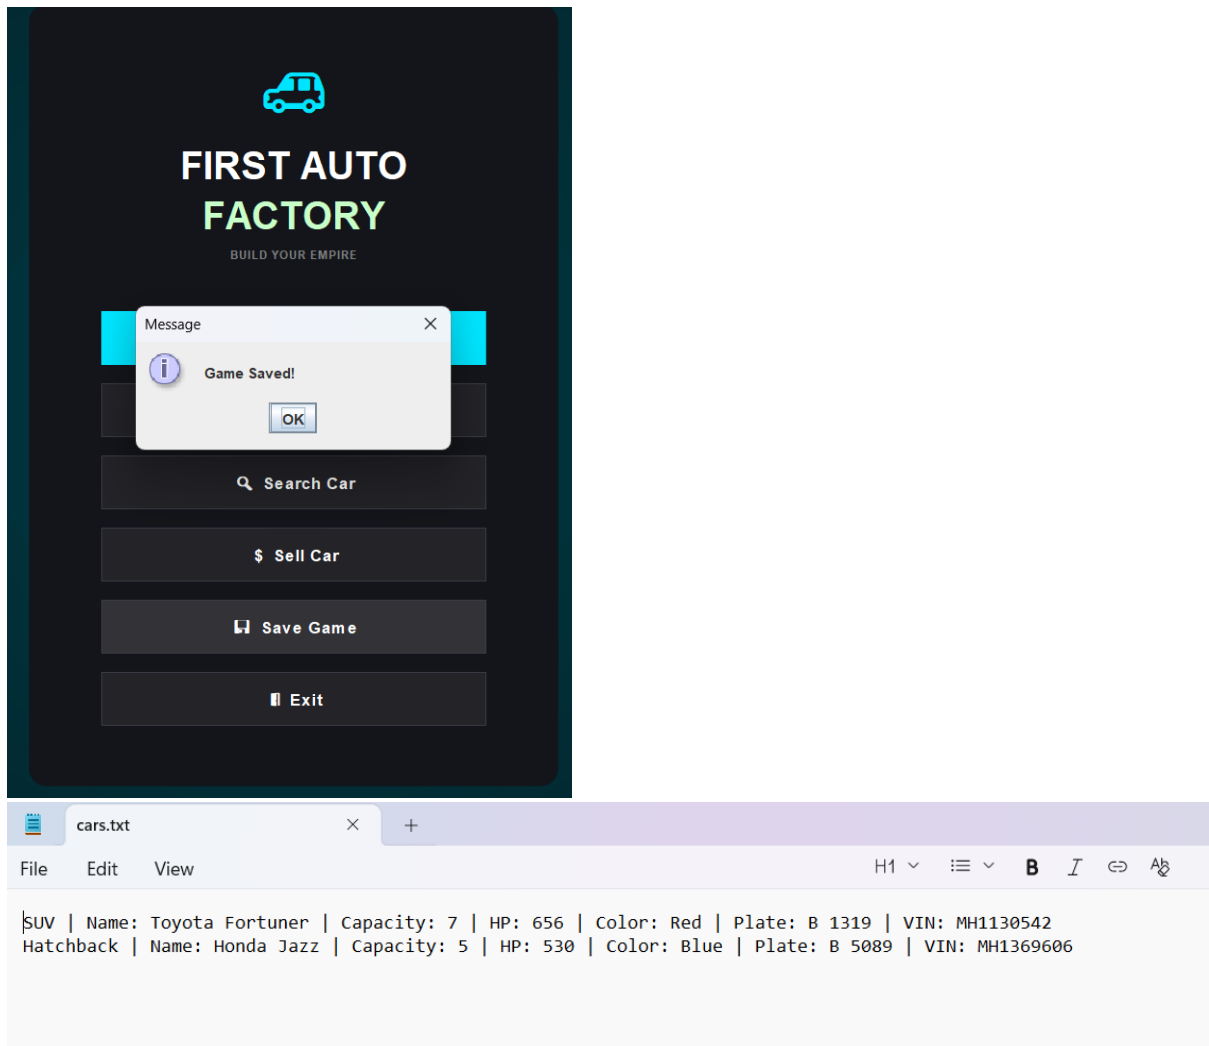 FIRST AUTO
FACTORY
BUILD YOUR EMPIRE
Message
Game Saved!
OK
Search Car
$ Sell Car
Save Game
Exit
cars.txt
File Edit View H1 B I
SUV | Name: Toyota Fortuner | Capacity: 7 | HP: 656 | Color: Red | Plate: B 1319 | VIN: MH1130542
Hatchback | Name: Honda Jazz | Capacity: 5 | HP: 530 | Color: Blue | Plate: B 5089 | VIN: MH1369606